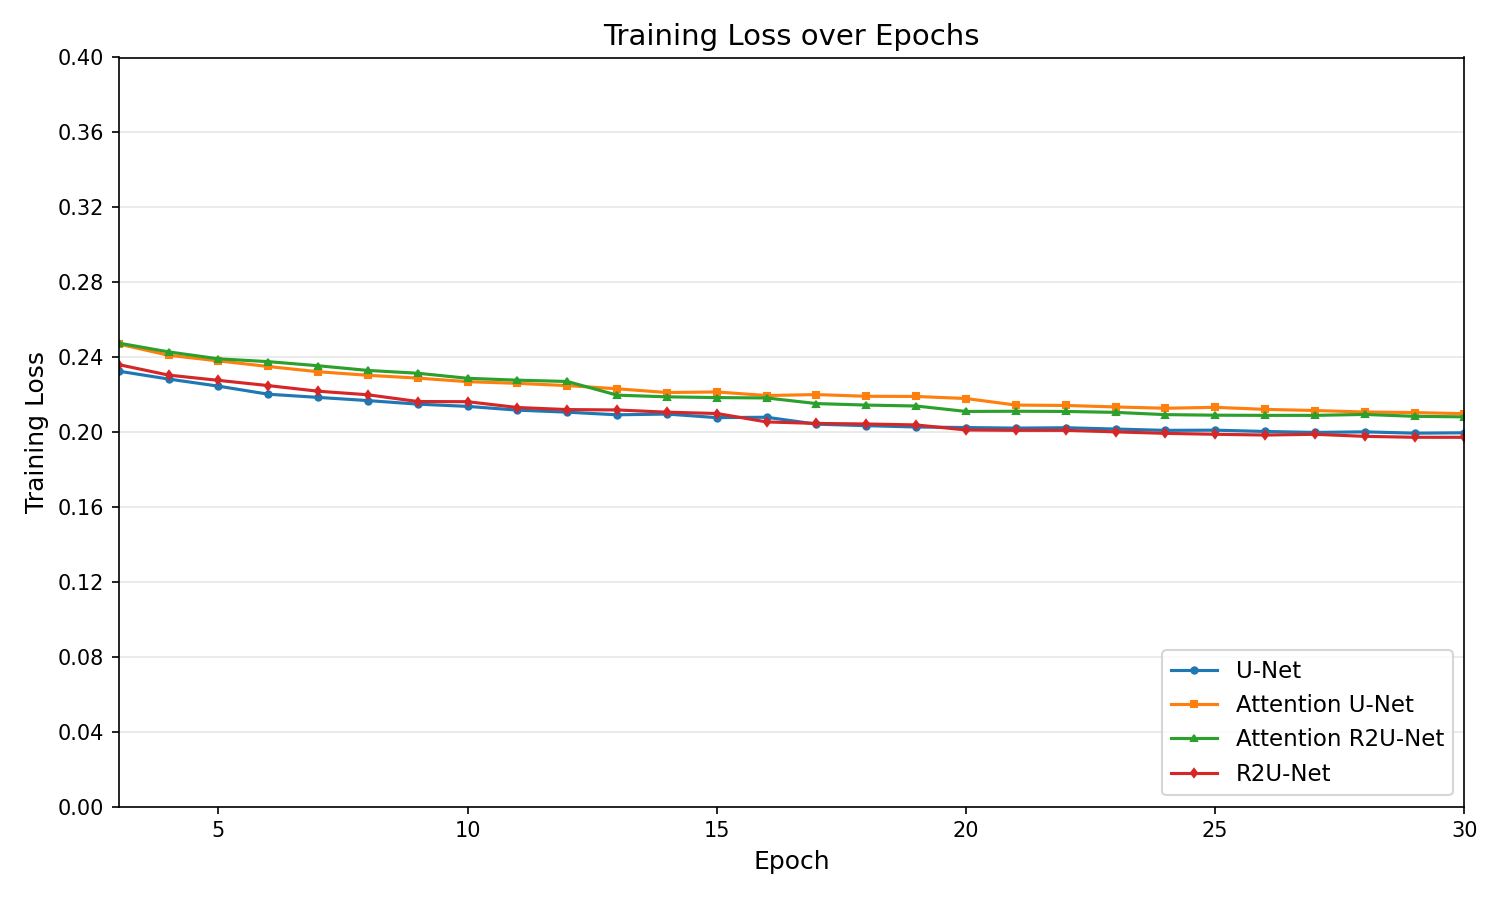 Training Loss over Epochs
0.40
0.36
0.32
0.28
0.24
0.20
0.16
0.12
0.08
0.04
0.00
Training Loss
5 10 15 20 25 30
Epoch
U-Net
Attention U-Net
Attention R2U-Net
R2U-Net